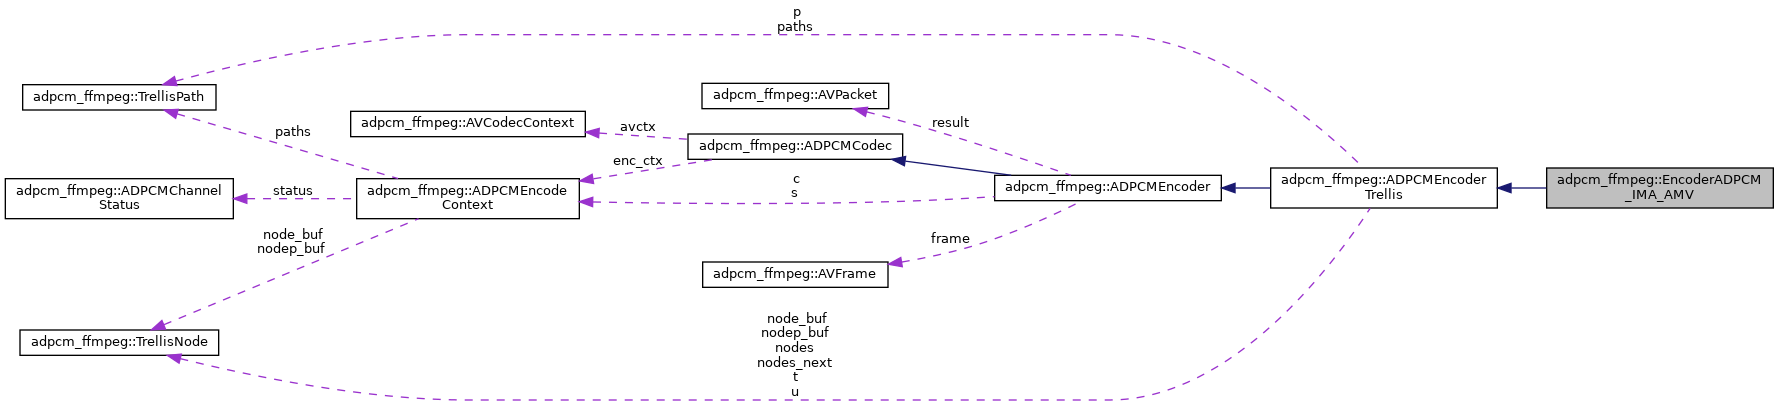 p
paths
adpcm_ffmpeg::TrellisPath
adpcm_ffmpeg::AVPacket
adpcm_ffmpeg::AVCodecContext
avctx
result
paths
adpcm_ffmpeg::ADPCMCodec
enc_ctx
adpcm_ffmpeg::ADPCMChannel
Status
status
adpcm_ffmpeg::ADPCMEncode
Context
c
s
adpcm_ffmpeg::ADPCMEncoder
adpcm_ffmpeg::ADPCMEncoder
Trellis
adpcm_ffmpeg::EncoderADPCM
_IMA_AMV
node_buf
nodep_buf
frame
adpcm_ffmpeg::AVFrame
adpcm_ffmpeg::TrellisNode
node_buf
nodep_buf
nodes
nodes_next
t
u